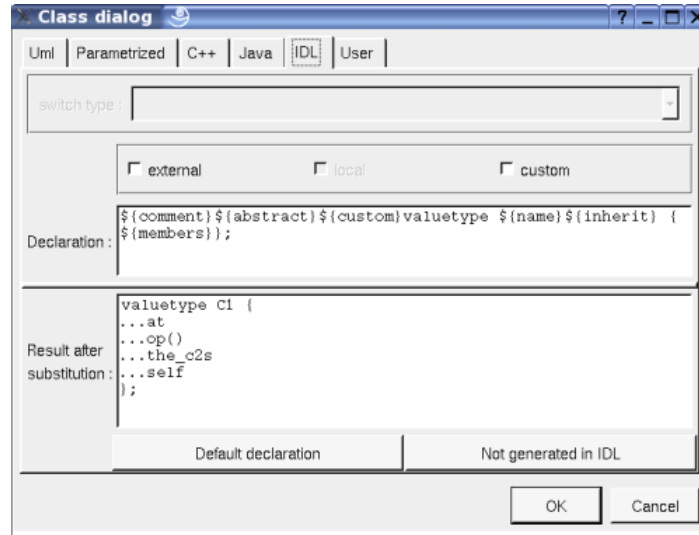 Class dialog
? _ X
Uml Parametrized C++ Java IDL User
switch type :
external local custom
Declaration :
${comment}${abstract}${custom}valuetype ${name}${inherit} {
${members}};
Result after
substitution :
valuetype C1 {
...at
...op()
...the_c2s
...self
};
Default declaration Not generated in IDL
OK Cancel